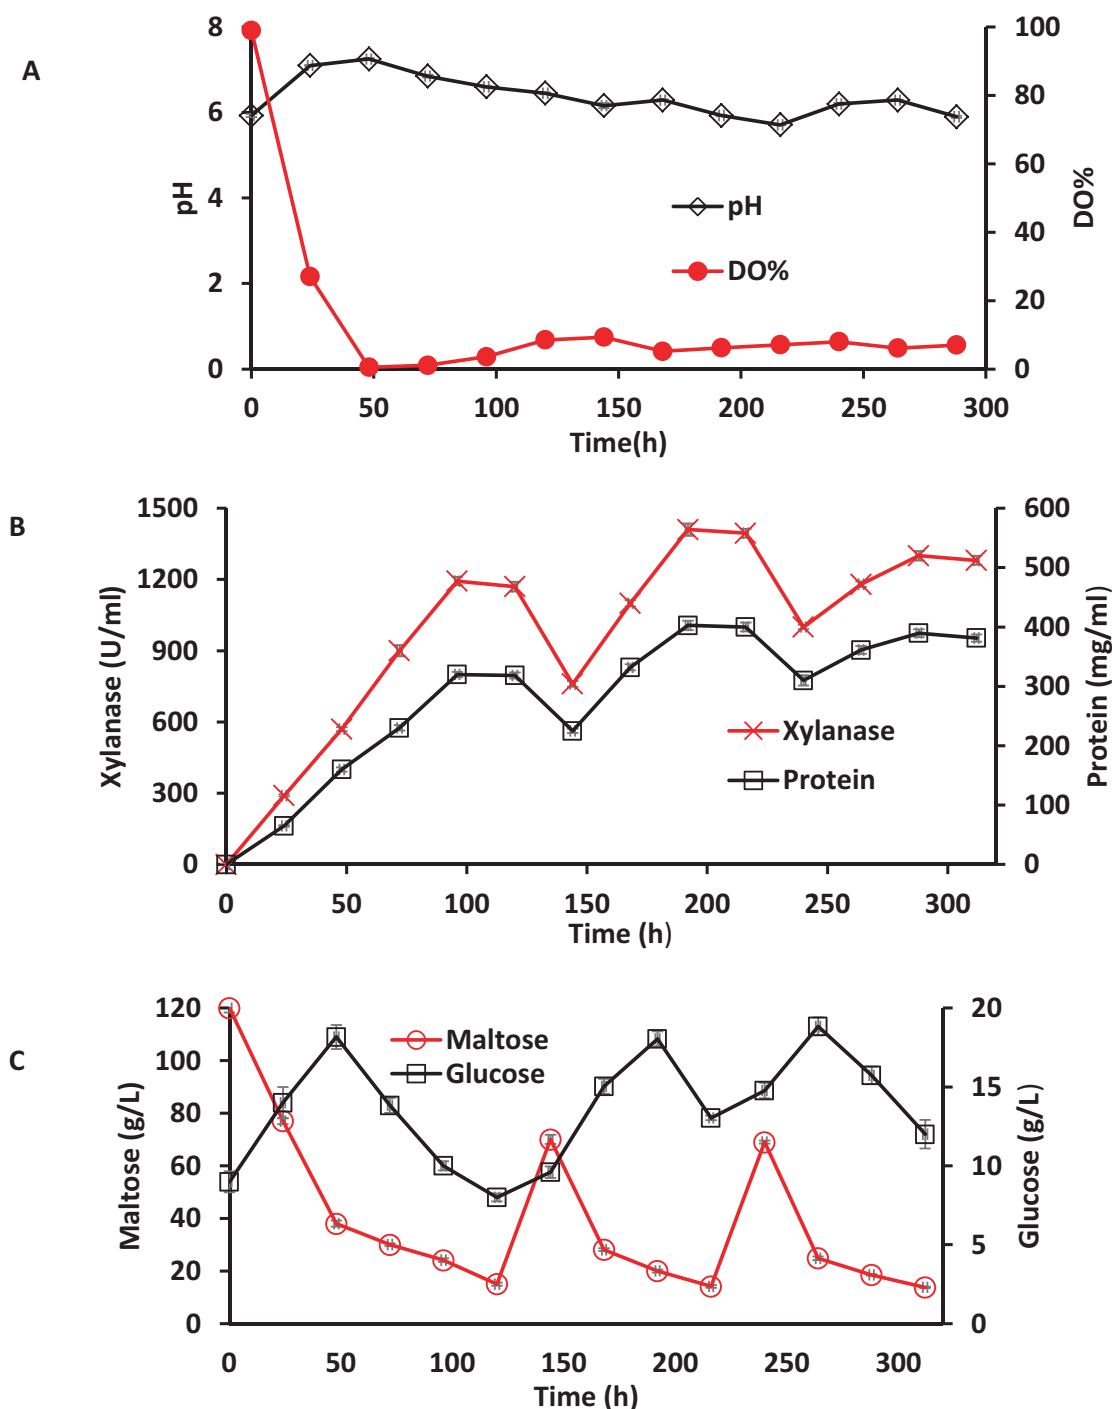 A
8
6
4
2
0
pH
100
80
60
40
20
0
DO%
pH
DO%
0 50 100 150 200 250 300
Time(h)
B
1500
1200
900
600
300
0
Xylanase (U/ml)
600
500
400
300
200
100
0
Protein (mg/ml)
Xylanase
Protein
0 50 100 150 200 250 300
Time (h)
C
120
100
80
60
40
20
0
Maltose (g/L)
20
15
10
5
0
Glucose (g/L)
Maltose
Glucose
0 50 100 150 200 250 300
Time (h)